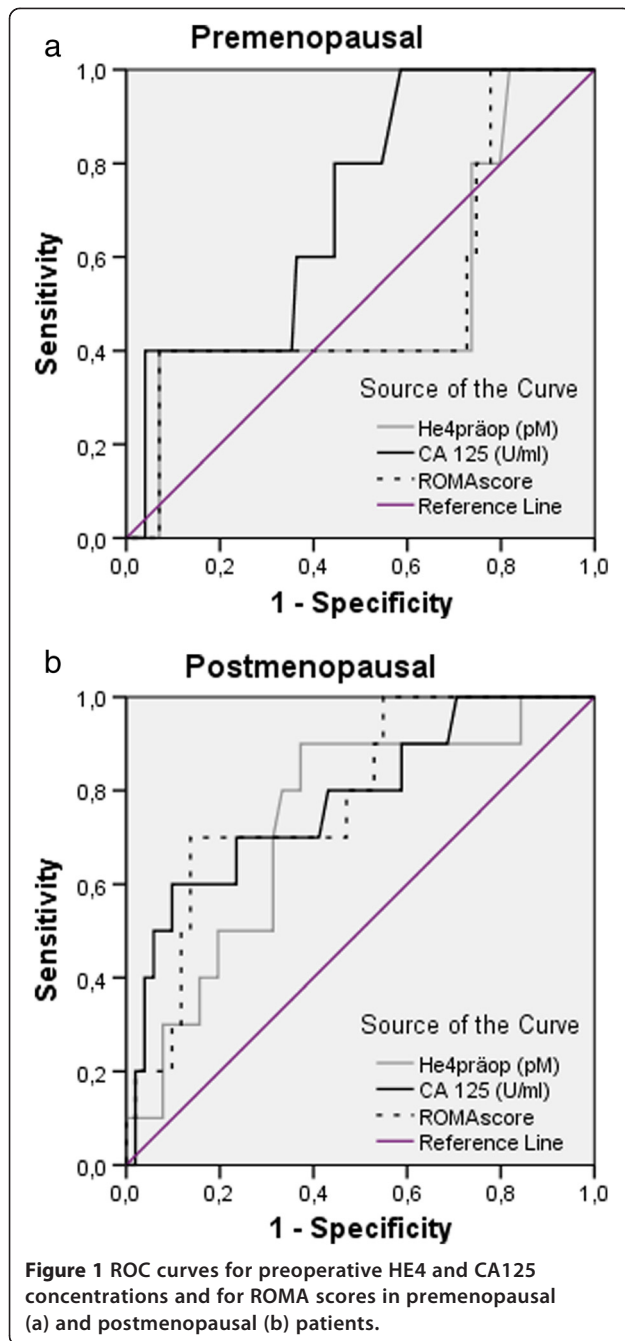 a
Premenopausal
1,0
0,8
0,6
0,4
0,2
0,0
Sensitivity
Source of the Curve
He4präop (pM)
CA 125 (U/ml)
ROMAscore
Reference Line
0,0 0,2 0,4 0,6 0,8 1,0
1 - Specificity
b
Postmenopausal
1,0
0,8
0,6
0,4
0,2
0,0
Sensitivity
Source of the Curve
He4präop (pM)
CA 125 (U/ml)
ROMAscore
Reference Line
0,0 0,2 0,4 0,6 0,8 1,0
1 - Specificity
Figure 1 ROC curves for preoperative HE4 and CA125
concentrations and for ROMA scores in premenopausal
(a) and postmenopausal (b) patients.